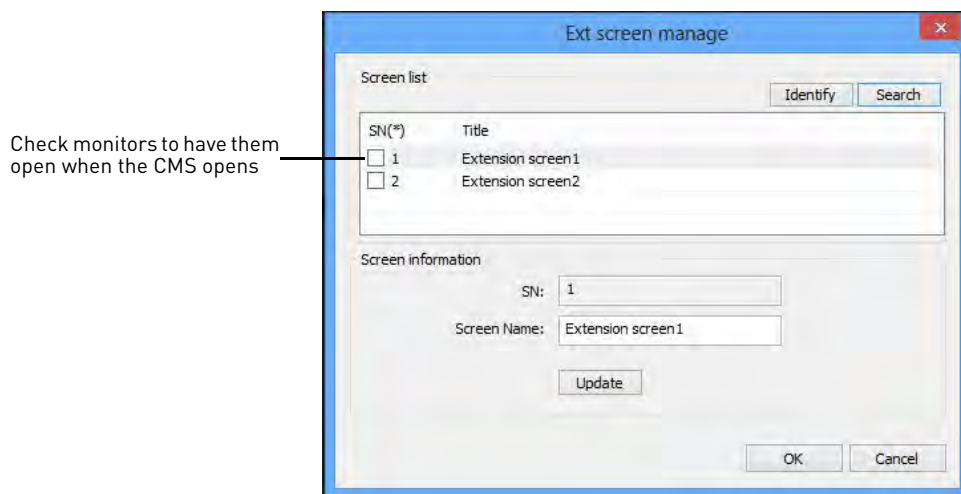 Ext screen manage
x
Screen list
Identify Search
SN(*) Title
Check monitors to have them
open when the CMS opens
1 Extension screen1
2 Extension screen2
Screen information
SN: 1
Screen Name: Extension screen1
Update
OK Cancel